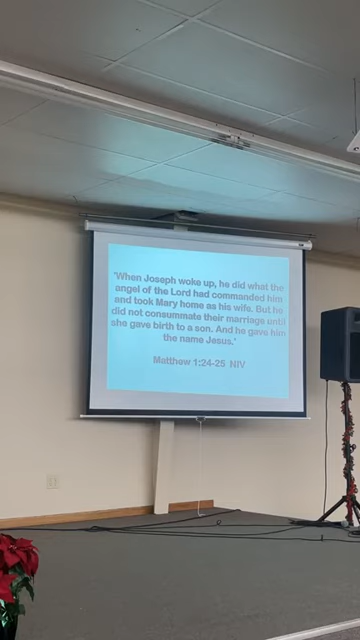 "When Joseph woke up, he did what the
angel of the Lord had commanded him
and took Mary home as his wife. But he
did not consummate their marriage until
she gave birth to a son. And he gave him
the name Jesus."
Matthew 1:24-25 NIV